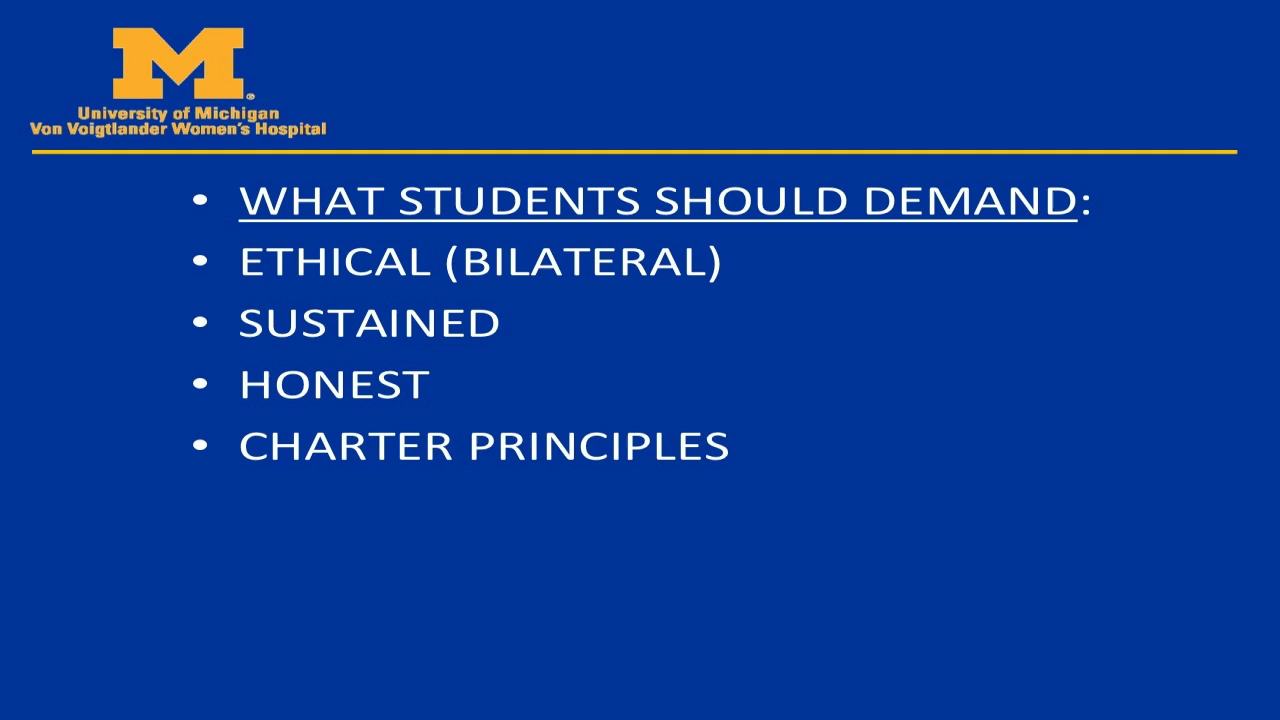 M®
University of Michigan
Von Voigtlander Women's Hospital
• WHAT STUDENTS SHOULD DEMAND:
• ETHICAL (BILATERAL)
• SUSTAINED
• HONEST
• CHARTER PRINCIPLES